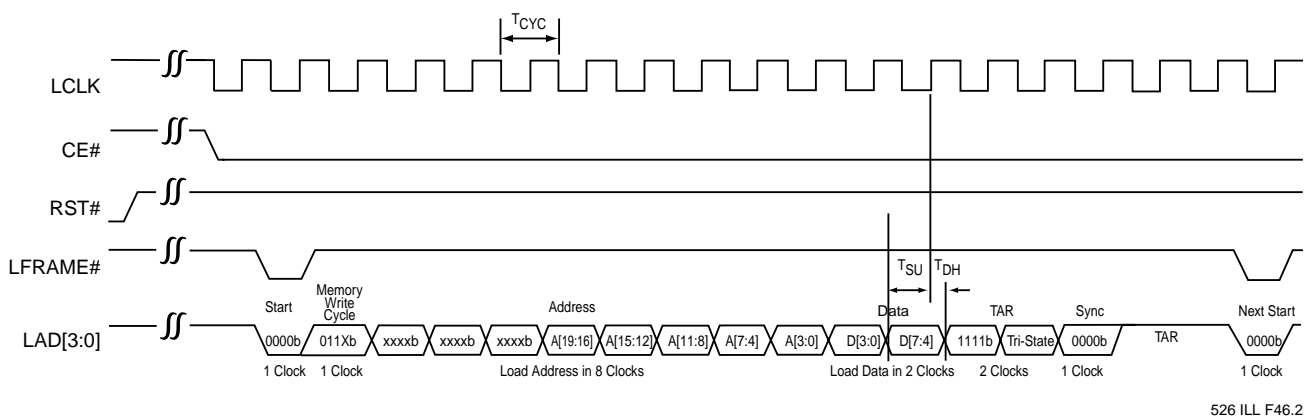 TCYC
LCLK
CE#
RST#
LFRAME#
TSU TDH
Start Memory Write Cycle Address Data TAR Sync Next Start
LAD[3:0] 0000b 011Xb xxxxb xxxxb xxxxb A[19:16] A[15:12] A[11:8] A[7:4] A[3:0] D[3:0] D[7:4] 1111b Tri-State 0000b TAR 0000b
1 Clock 1 Clock Load Address in 8 Clocks Load Data in 2 Clocks 2 Clocks 1 Clock 1 Clock
526 ILL F46.2